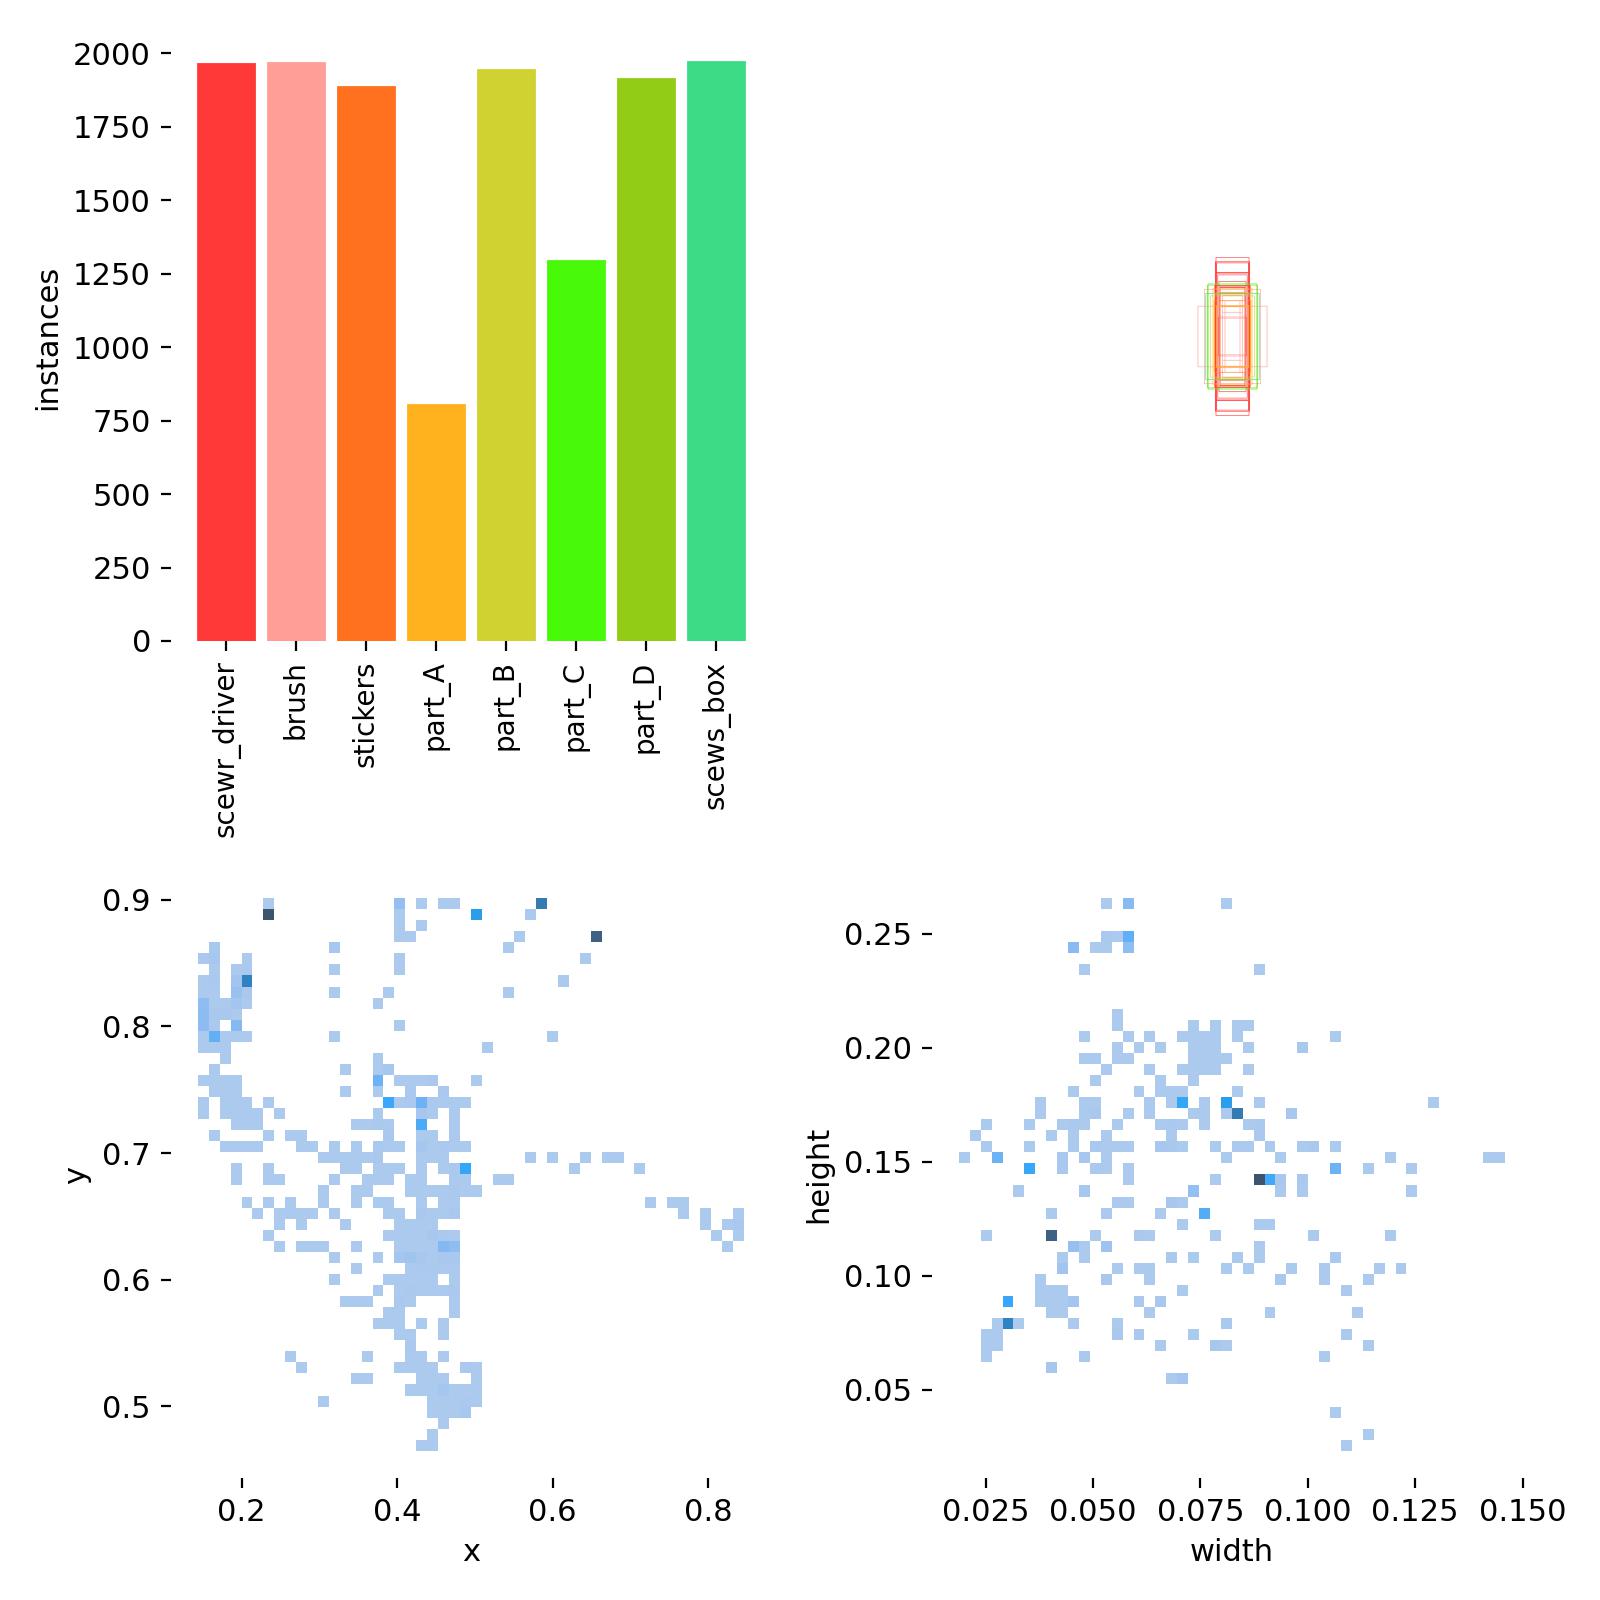 2000
1750
1500
1250
1000
750
500
250
0
instances
scewr_driver
brush
stickers
part_A
part_B
part_C
part_D
scews_box
0.9
0.8
0.7
0.6
0.5
y
0.2 0.4 0.6 0.8
x
0.25
0.20
0.15
0.10
0.05
height
0.025 0.050 0.075 0.100 0.125 0.150
width